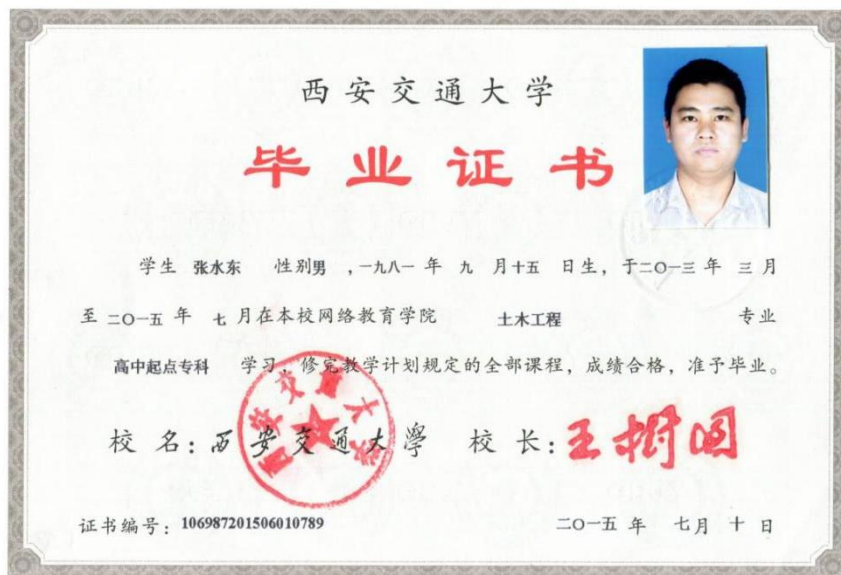 西安交通大学
毕业证书
学生 张水东 性别男 ,一九八一 年 九 月十五 日生,于二〇一三年 三月
至 二〇一五 年 七 月在本校网络教育学院 土木工程 专业
高中起点专科 学习,修完教学计划规定的全部课程,成绩合格,准予毕业。
校 名:西安交通大學 校 长:王树国
西安交通大学
证书编号:106987201506010789 二〇一五 年 七月 十 日